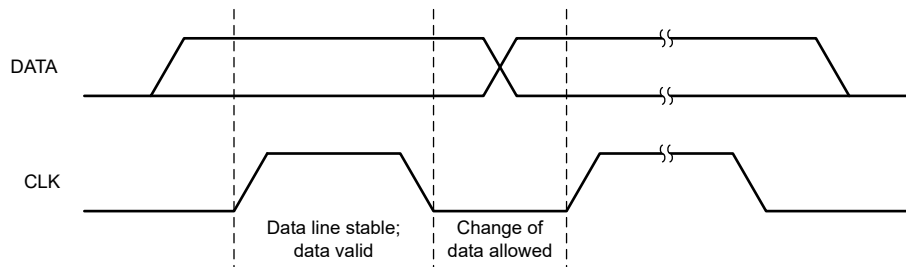 DATA
CLK
Data line stable;
data valid
Change of
data allowed